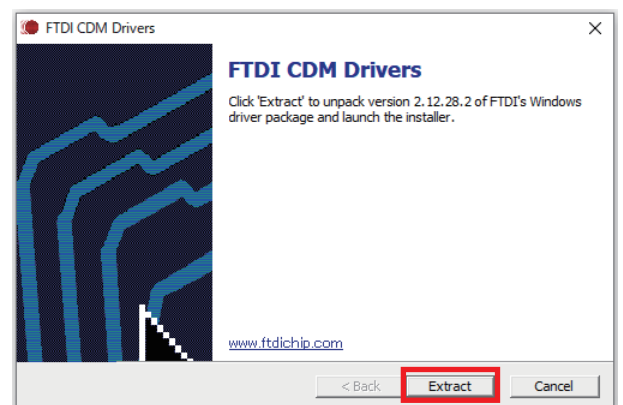 FTDI CDM Drivers
FTDI CDM Drivers
Click 'Extract' to unpack version 2.12.28.2 of FTDI's Windows
driver package and launch the installer.
www.ftdichip.com
< Back Extract Cancel